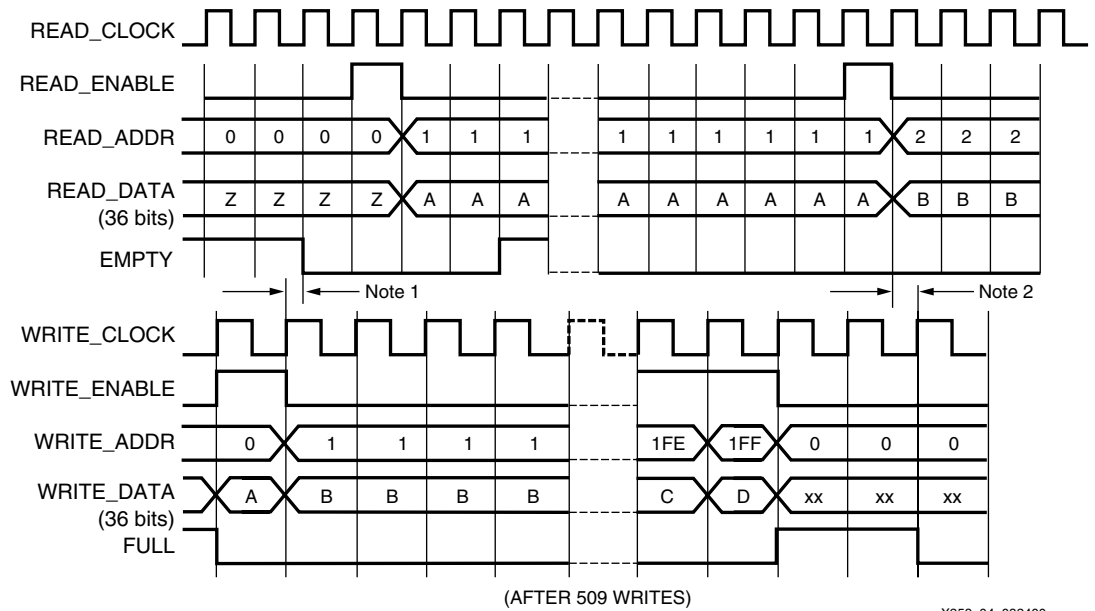 READ_CLOCK
READ_ENABLE
READ_ADDR 0 0 0 0 1 1 1 1 1 1 1 1 1 2 2 2
READ_DATA Z Z Z Z A A A A A A A A A B B B
(36 bits)
EMPTY
Note 1 Note 2
WRITE_CLOCK
WRITE_ENABLE
WRITE_ADDR 0 1 1 1 1 1FE 1FF 0 0 0
WRITE_DATA A B B B B C D xx xx xx
(36 bits)
FULL
(AFTER 509 WRITES)